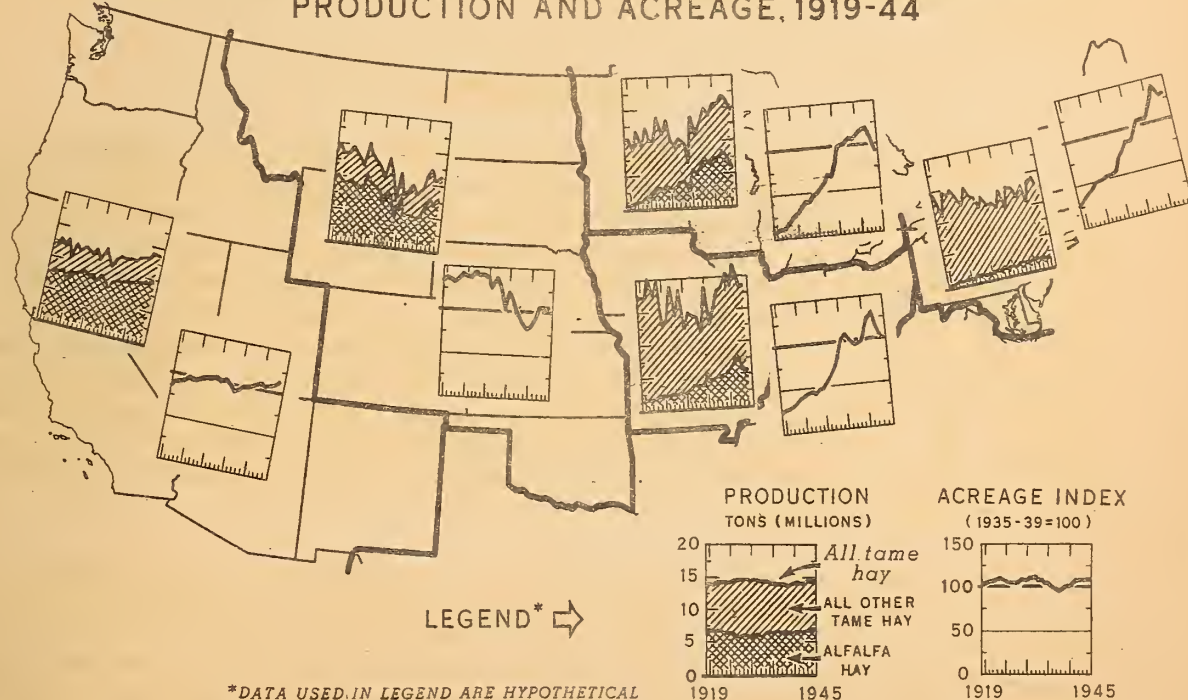 PRODUCTION AND ACREAGE, 1919-44
PRODUCTION
TONS (MILLIONS)
20
15
10
5
0
1919
1945
All tame
hay
ALL OTHER
TAME HAY
ALFALFA
HAY
ACREAGE INDEX
(1935-39=100)
150
100
50
0
1919
1945
LEGEND*
*DATA USED IN LEGEND ARE HYPOTHETICAL